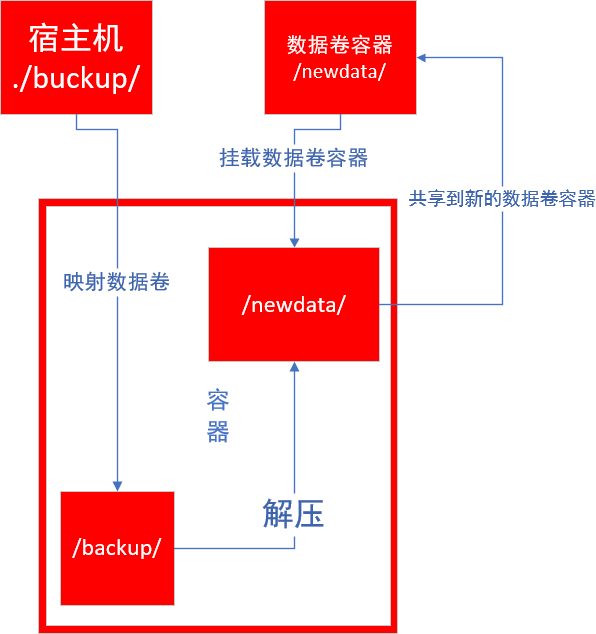 宿主机
./buckup/
数据卷容器
/newdata/
挂载数据卷容器
共享到新的数据卷容器
映射数据卷
/newdata/
容
器
解压
/backup/